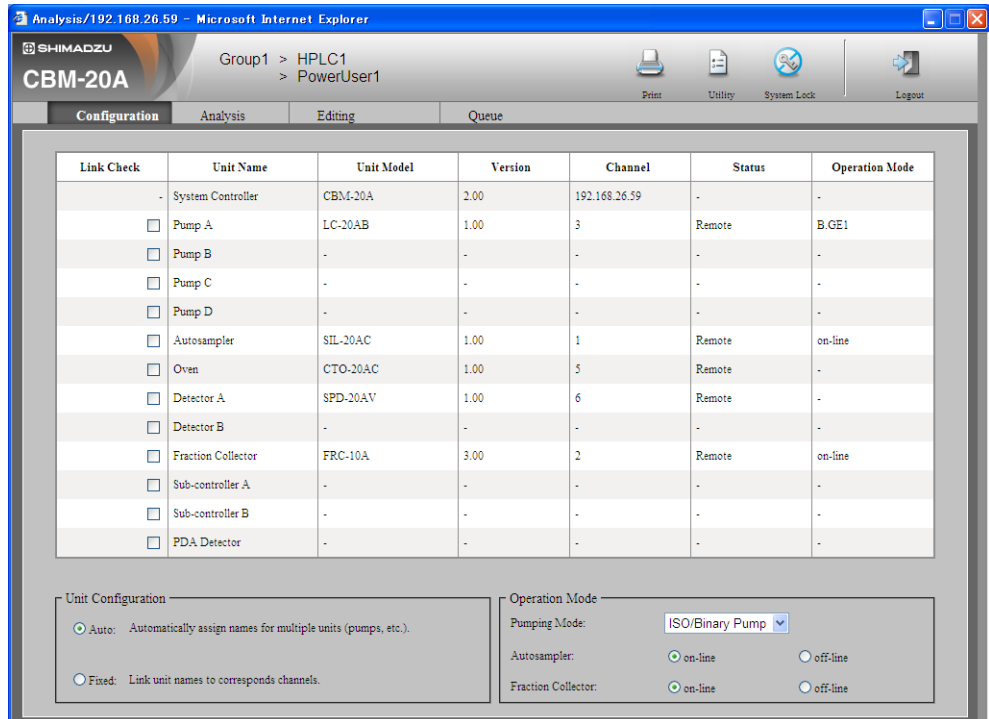 Analysis/192.168.26.59 - Microsoft Internet Explorer
SHIMADZU
CBM-20A
Group1 > HPLC1
> PowerUser1
Print Utility System Lock Logout
Configuration Analysis Editing Queue
Link Check Unit Name Unit Model Version Channel Status Operation Mode
- System Controller CBM-20A 2.00 192.168.26.59 - -
Pump A LC-20AB 1.00 3 Remote B.GE1
Pump B - - - - -
Pump C - - - - -
Pump D - - - - -
Autosampler SIL-20AC 1.00 1 Remote on-line
Oven CTO-20AC 1.00 5 Remote -
Detector A SPD-20AV 1.00 6 Remote -
Detector B - - - - -
Fraction Collector FRC-10A 3.00 2 Remote on-line
Sub-controller A - - - - -
Sub-controller B - - - - -
PDA Detector - - - - -
Unit Configuration
Auto: Automatically assign names for multiple units (pumps, etc.).
Fixed: Link unit names to corresponds channels.
Operation Mode
Pumping Mode: ISO/Binary Pump
Autosampler: on-line off-line
Fraction Collector: on-line off-line